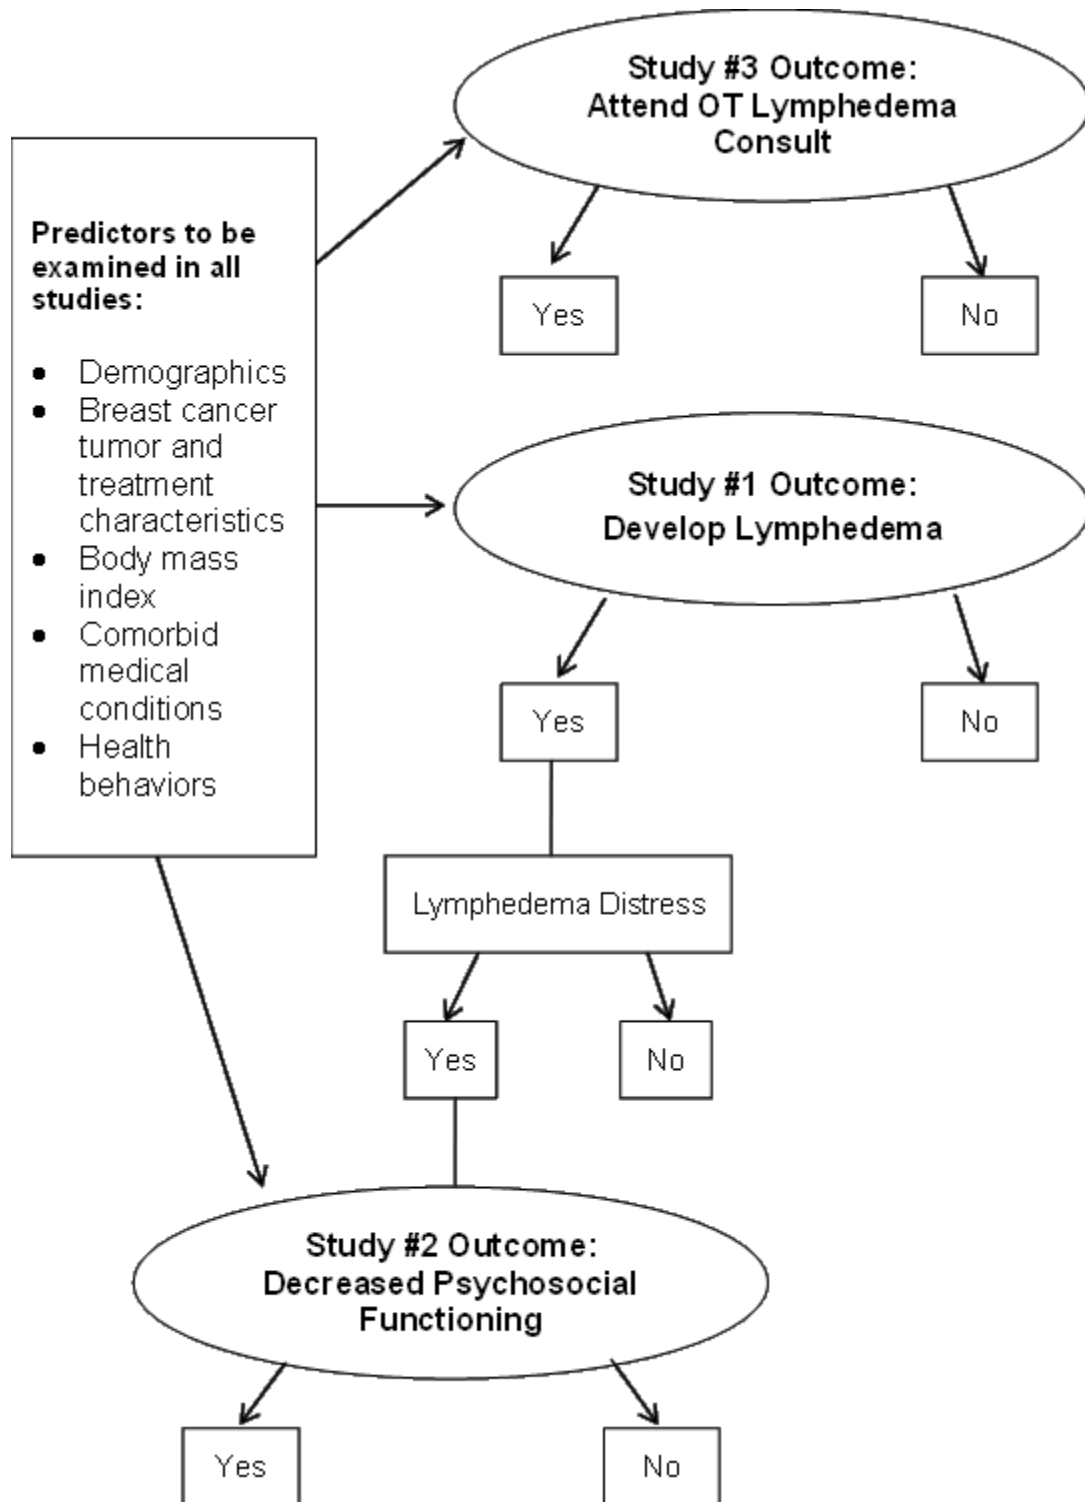 Study #3 Outcome:
Attend OT Lymphedema
Consult
Yes
No
Predictors to be
examined in all
studies:
● Demographics
● Breast cancer
tumor and
treatment
characteristics
● Body mass
index
● Comorbid
medical
conditions
● Health
behaviors
Study #1 Outcome:
Develop Lymphedema
Yes
No
Lymphedema Distress
Yes
No
Study #2 Outcome:
Decreased Psychosocial
Functioning
Yes
No